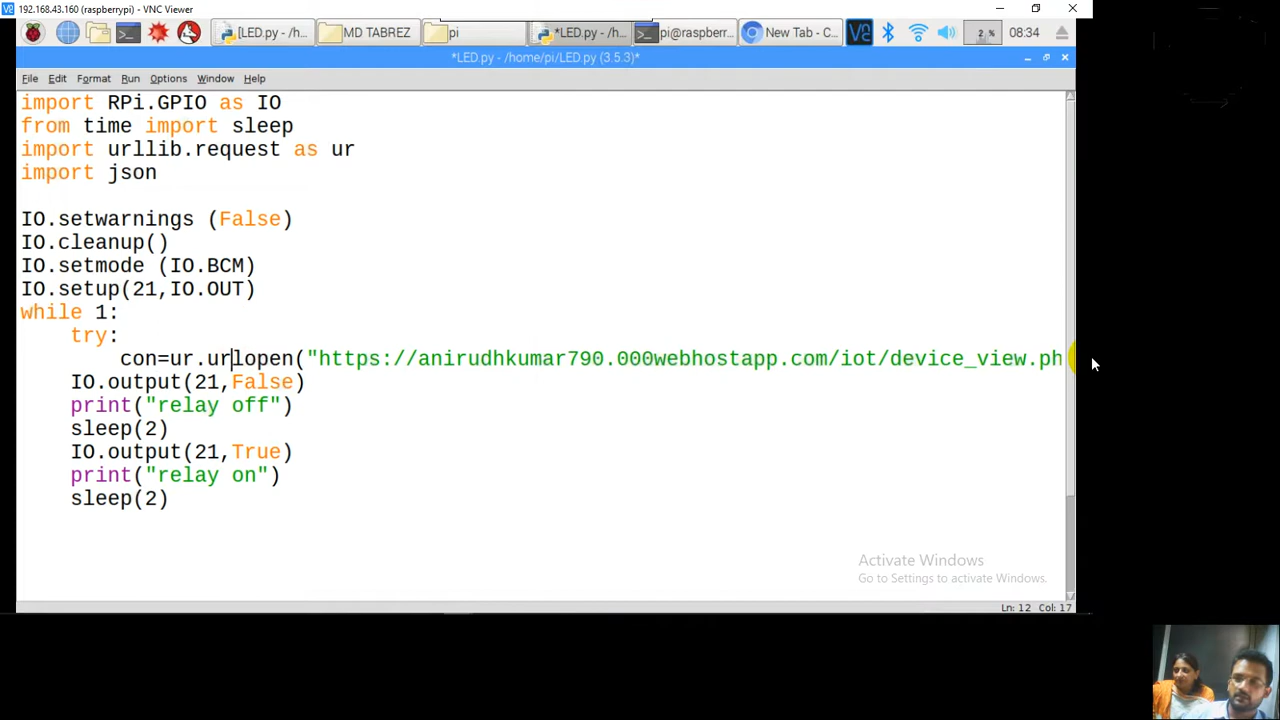 192.168.43.160 (raspberrypi) - VNC Viewer
[LED.py - /h... MD TABREZ pi *LED.py - /h... pi@raspberr... New Tab - C... 2 % 08:34
*LED.py - /home/pi/LED.py (3.5.3)*
File Edit Format Run Options Window Help
import RPi.GPIO as IO
from time import sleep
import urllib.request as ur
import json
IO.setwarnings (False)
IO.cleanup()
IO.setmode (IO.BCM)
IO.setup(21,IO.OUT)
while 1:
try:
con=ur.urlopen("https://anirudhkumar790.000webhostapp.com/iot/device_view.ph
IO.output(21,False)
print("relay off")
sleep(2)
IO.output(21,True)
print("relay on")
sleep(2)
Activate Windows
Go to Settings to activate Windows.
Ln: 12 Col: 17